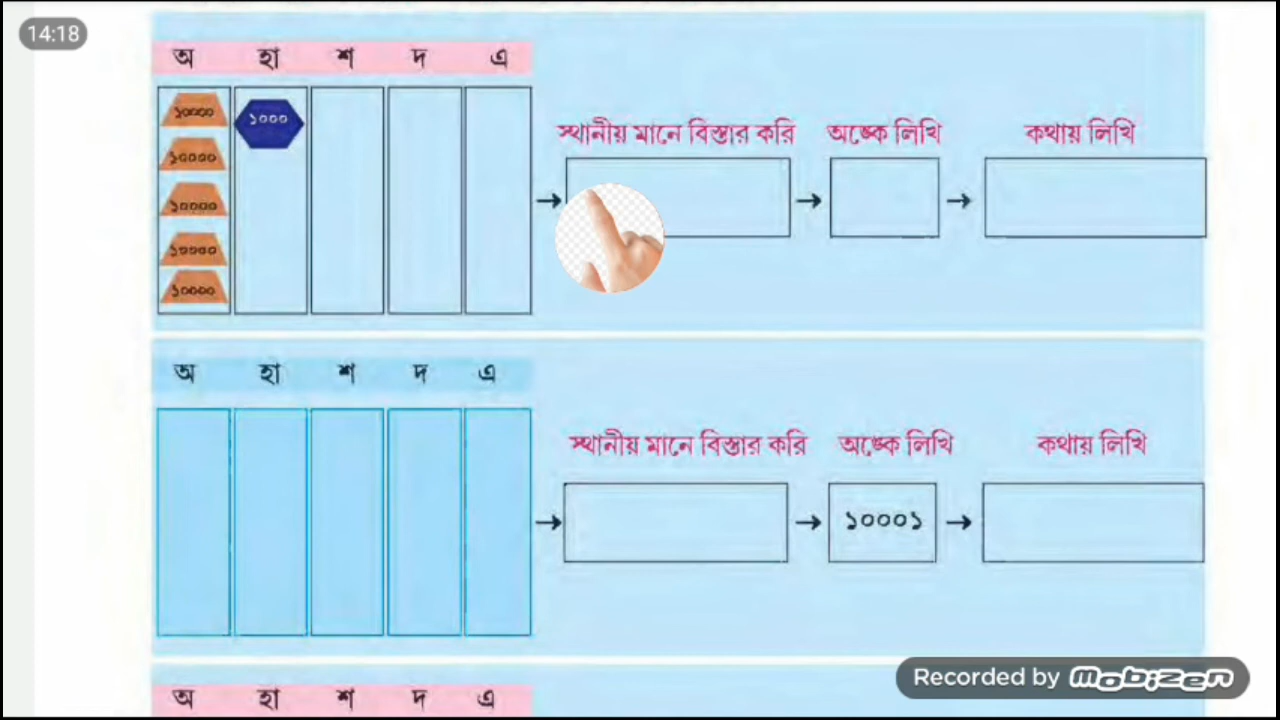 14:18
অ হা শ দ এ
১০০০০ ১০০০
১০০০০
১০০০০
১০০০০
১০০০০
স্থানীয় মানে বিস্তার করি অঙ্কে লিখি কথায় লিখি
→ → →
অ হা শ দ এ
স্থানীয় মানে বিস্তার করি অঙ্কে লিখি কথায় লিখি
→ → ১০০০১ →
অ হা শ দ এ
Recorded by mobizen